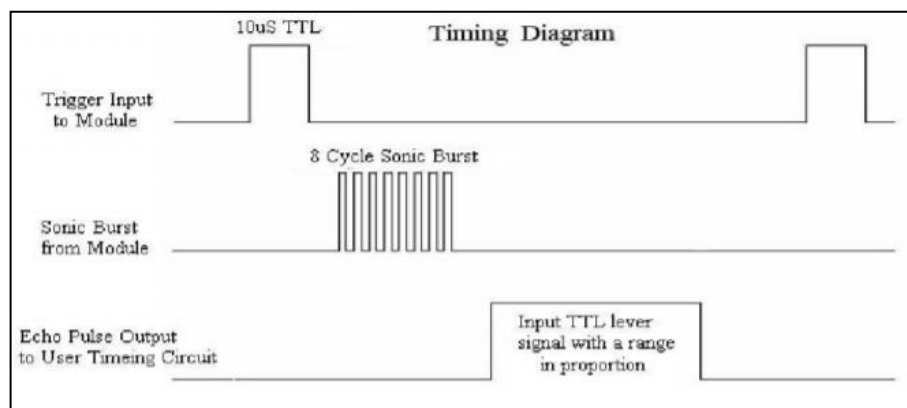 10uS TTL
Timing Diagram
Trigger Input
to Module
8 Cycle Sonic Burst
Sonic Burst
from Module
Echo Pulse Output
to User Timeing Circuit
Input TTL lever
signal with a range
in proportion